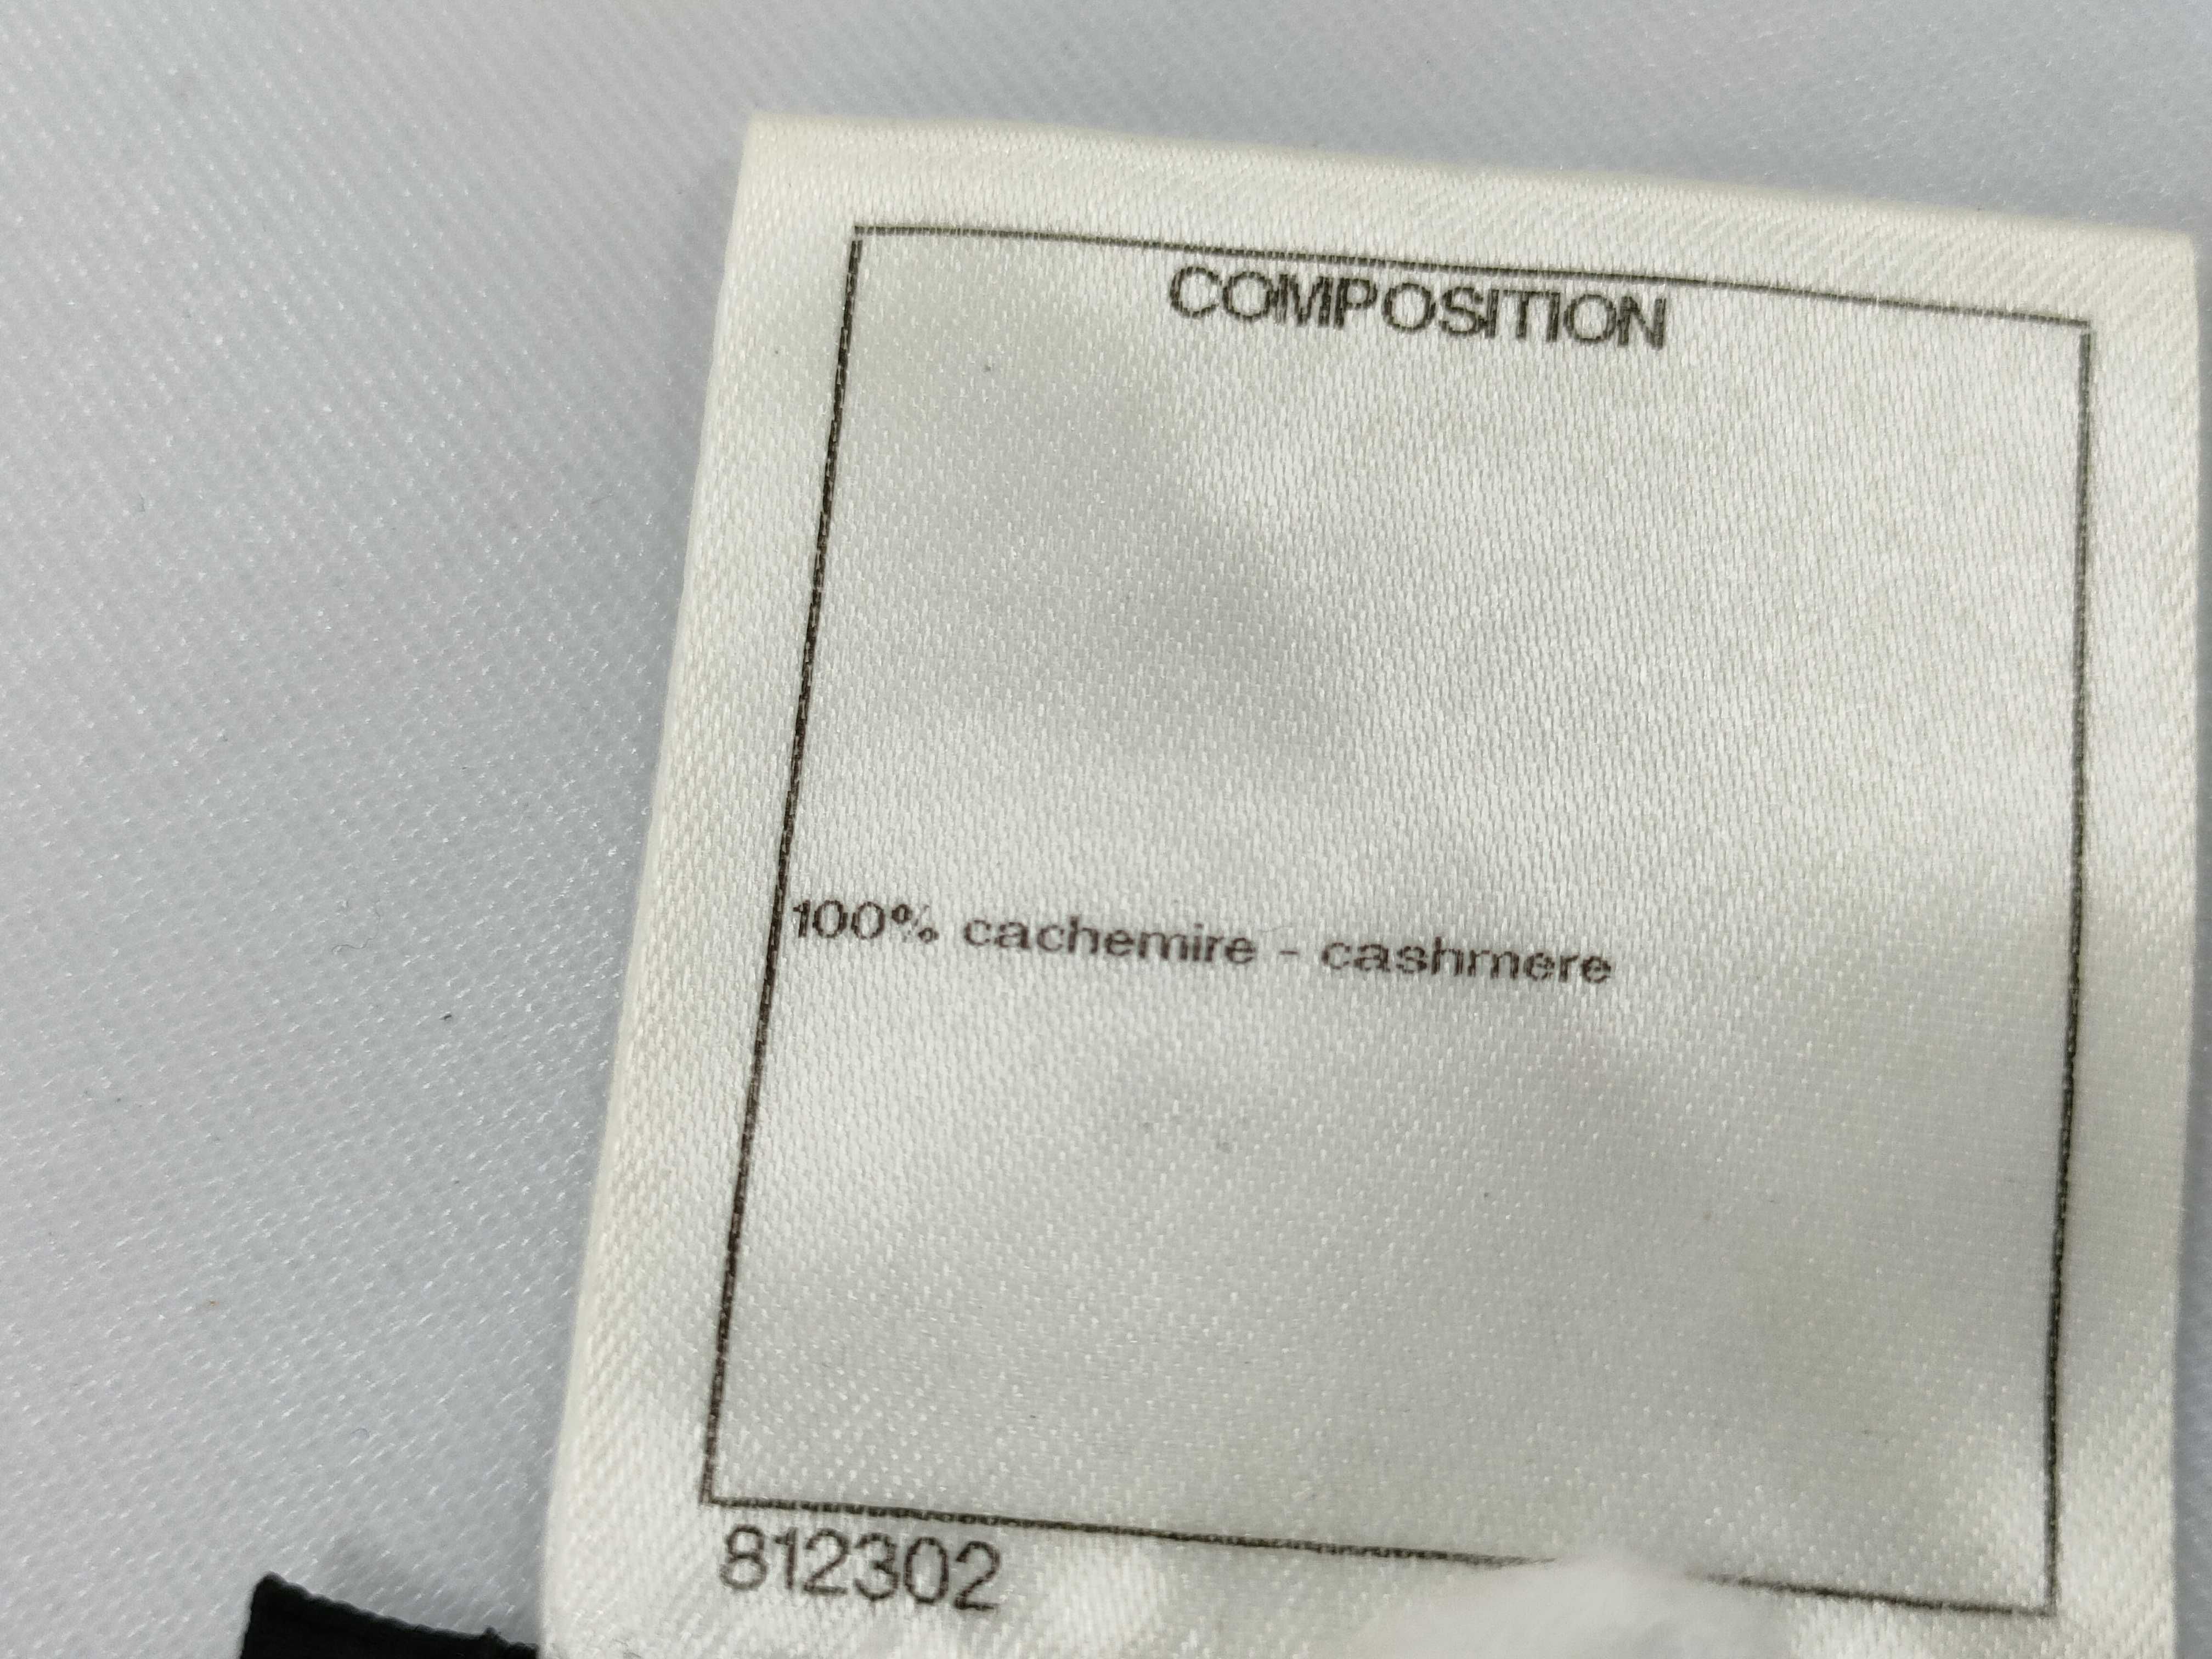 COMPOSITION
100% cachemire - cashmere
812302